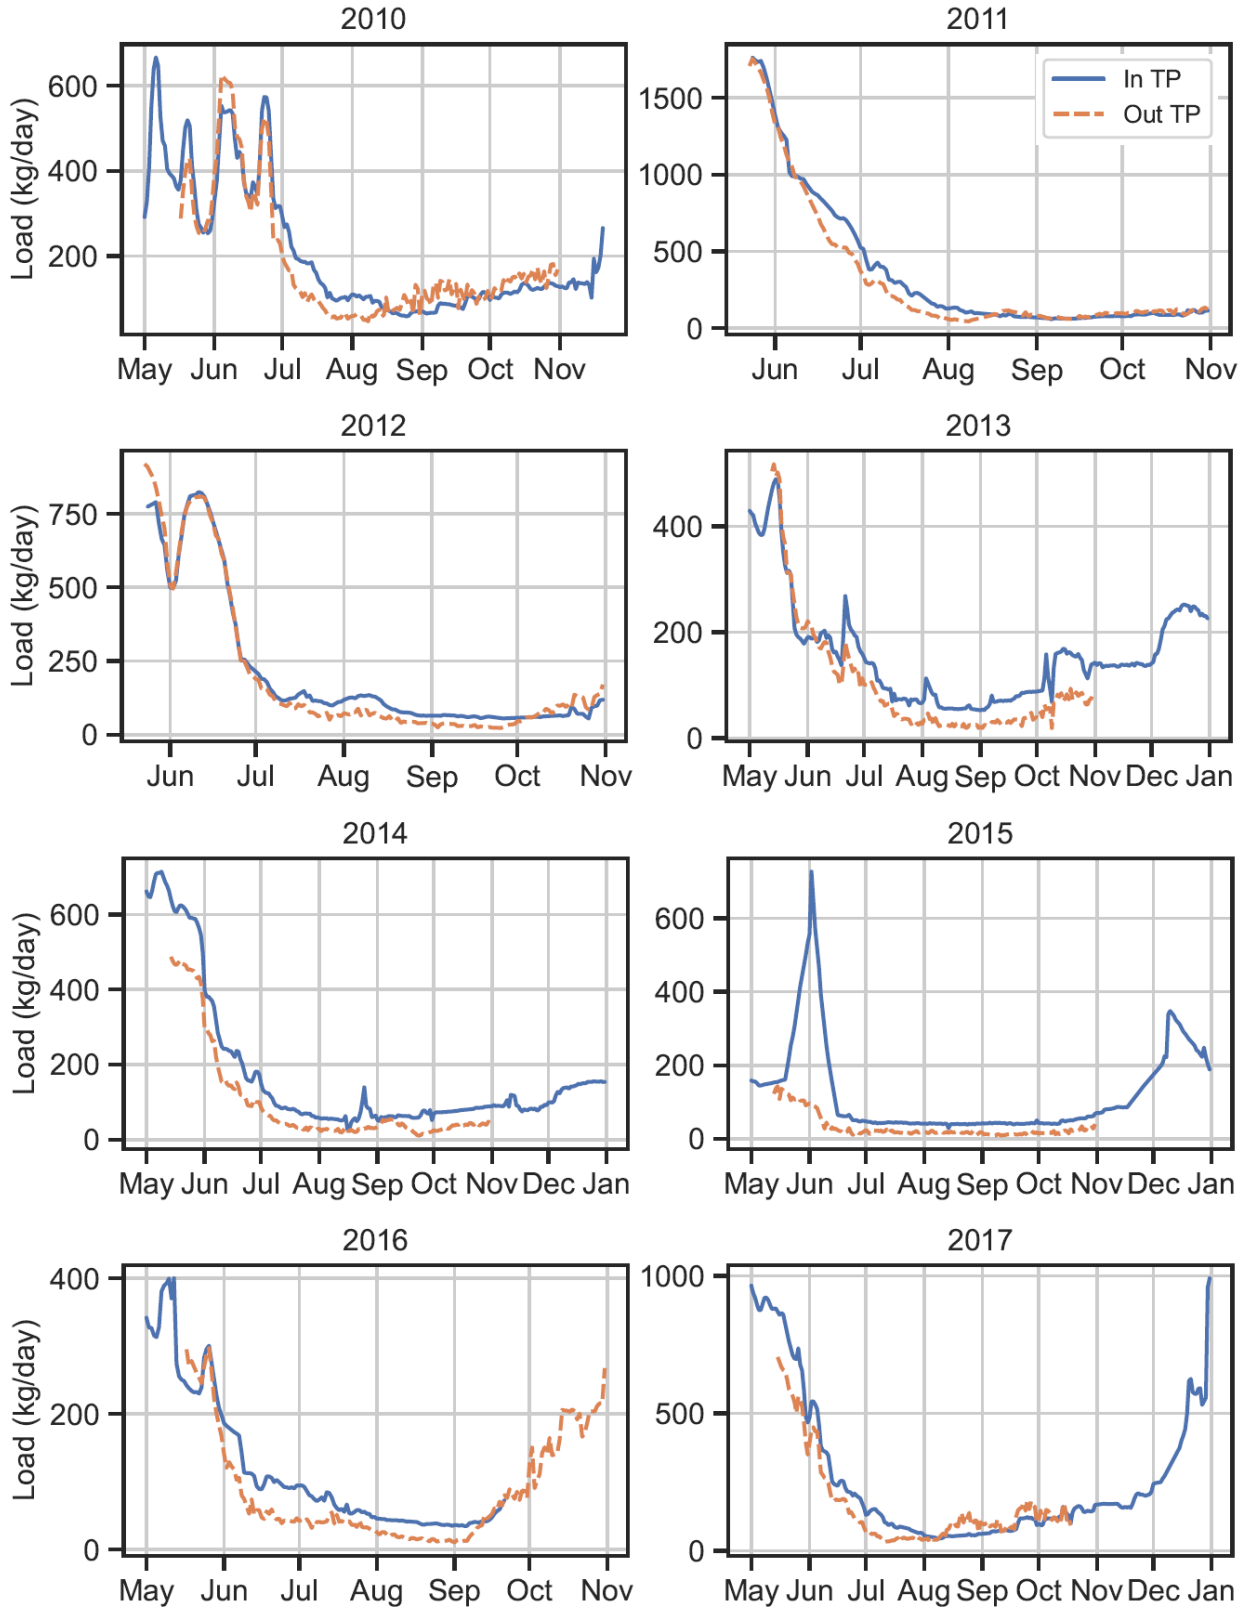 2010
Load (kg/day)
600
400
200
May Jun Jul Aug Sep Oct Nov
2011
1500
1000
500
0
In TP
Out TP
Jun Jul Aug Sep Oct Nov
2012
Load (kg/day)
750
500
250
0
Jun Jul Aug Sep Oct Nov
2013
400
200
0
May Jun Jul Aug Sep Oct Nov Dec Jan
2014
Load (kg/day)
600
400
200
0
May Jun Jul Aug Sep Oct Nov Dec Jan
2015
600
400
200
0
May Jun Jul Aug Sep Oct Nov Dec Jan
2016
Load (kg/day)
400
200
0
May Jun Jul Aug Sep Oct Nov
2017
1000
500
0
May Jun Jul Aug Sep Oct Nov Dec Jan